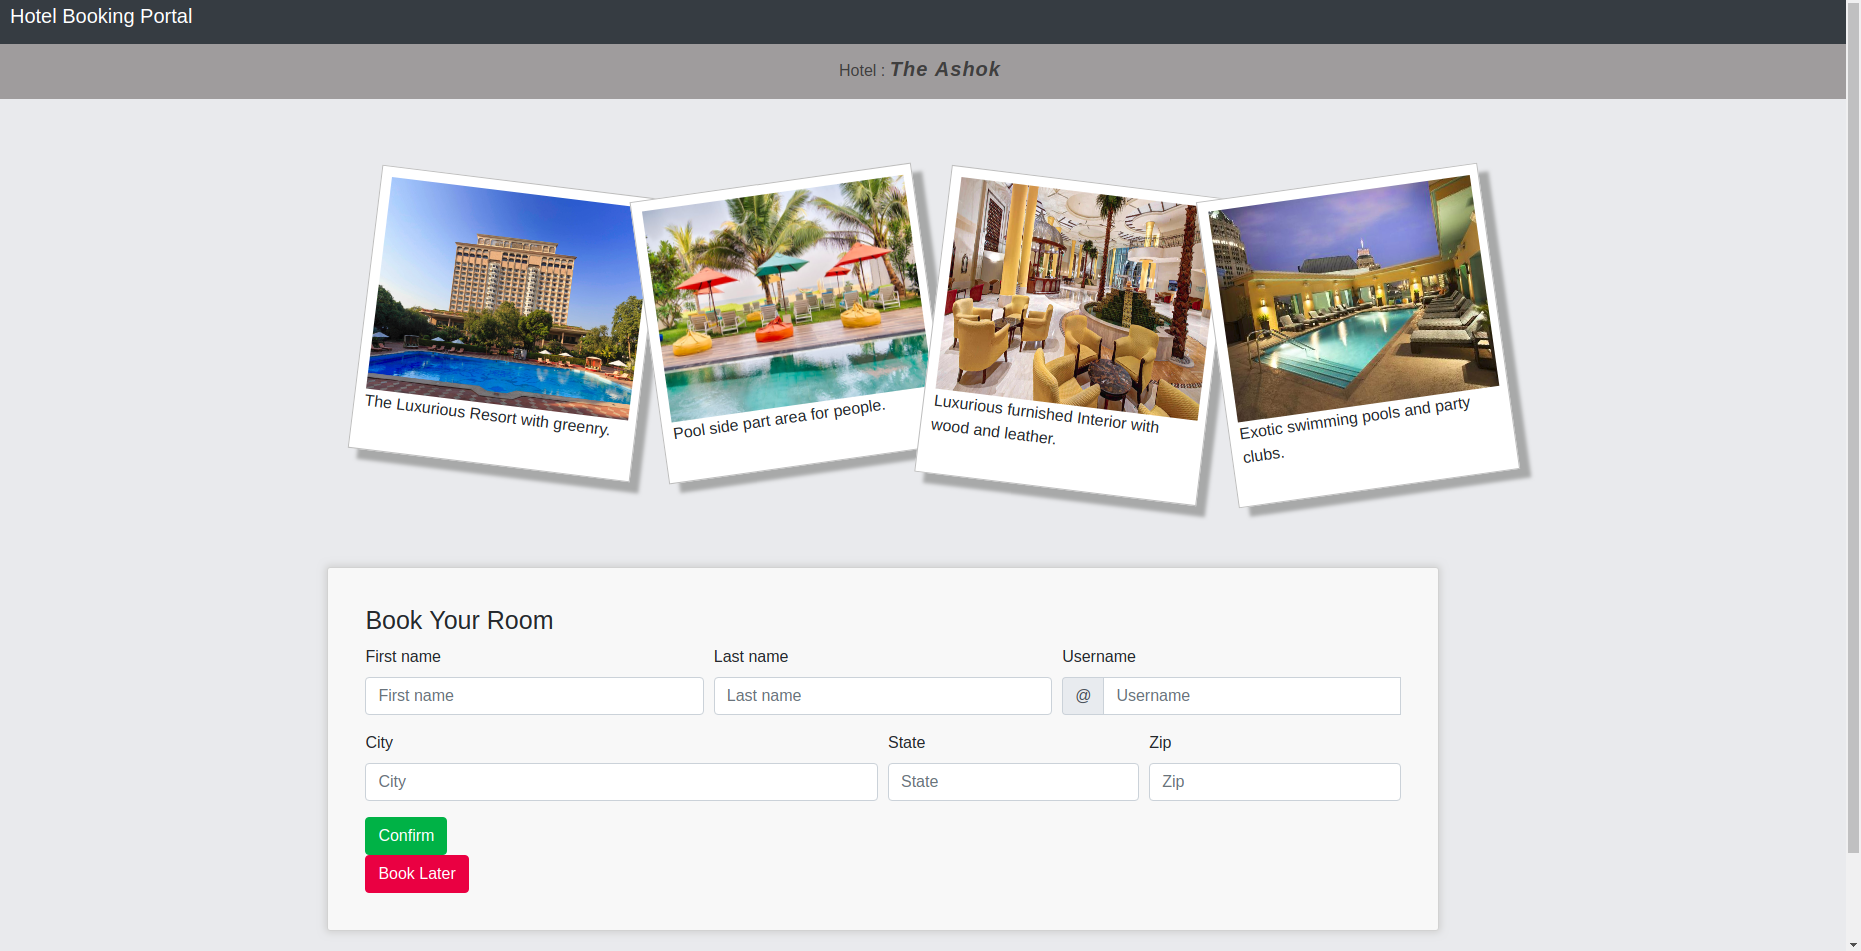 Hotel Booking Portal
Hotel : The Ashok
The Luxurious Resort with greenry.
Pool side part area for people.
Luxurious furnished Interior with
wood and leather.
Exotic swimming pools and party
clubs.
Book Your Room
First name
Last name
Username
First name
Last name
@ Username
City
State
Zip
City
State
Zip
Confirm
Book Later